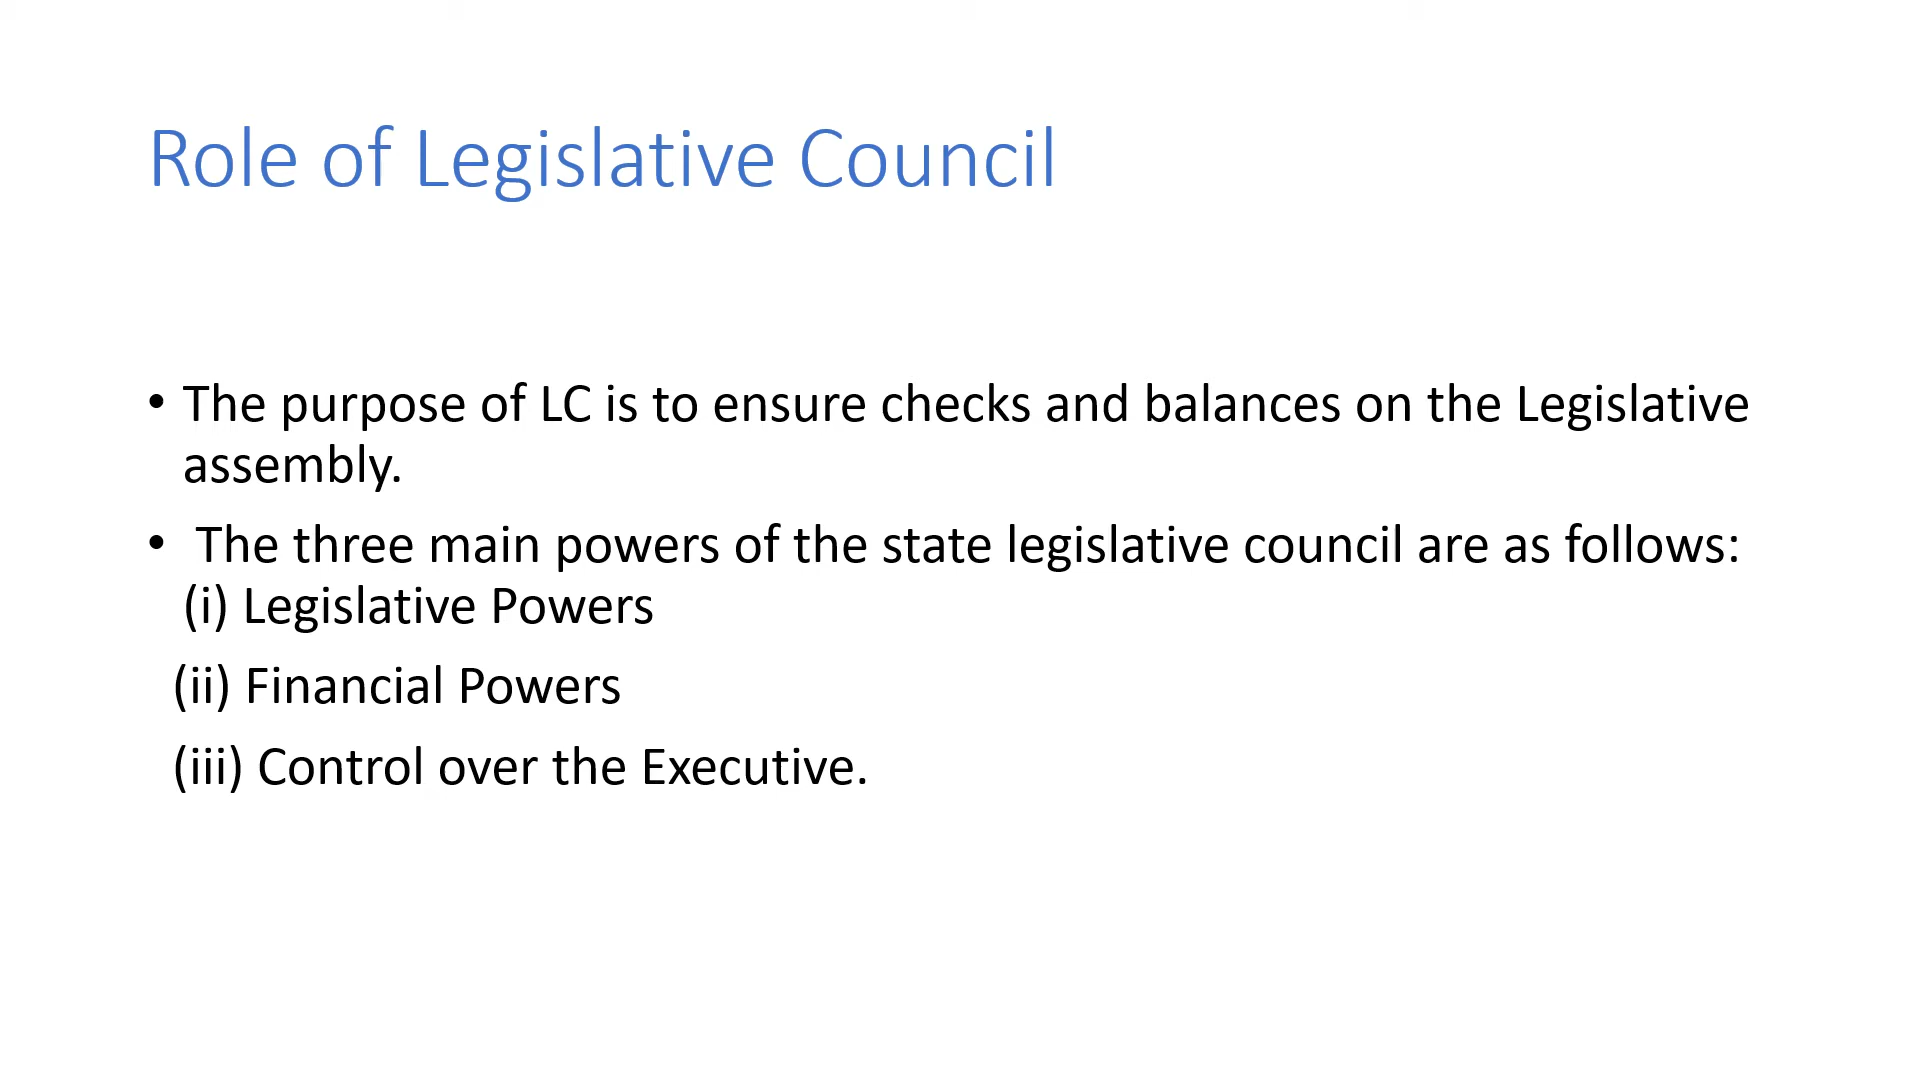 Role of Legislative Council
• The purpose of LC is to ensure checks and balances on the Legislative
assembly.
• The three main powers of the state legislative council are as follows:
(i) Legislative Powers
(ii) Financial Powers
(iii) Control over the Executive.